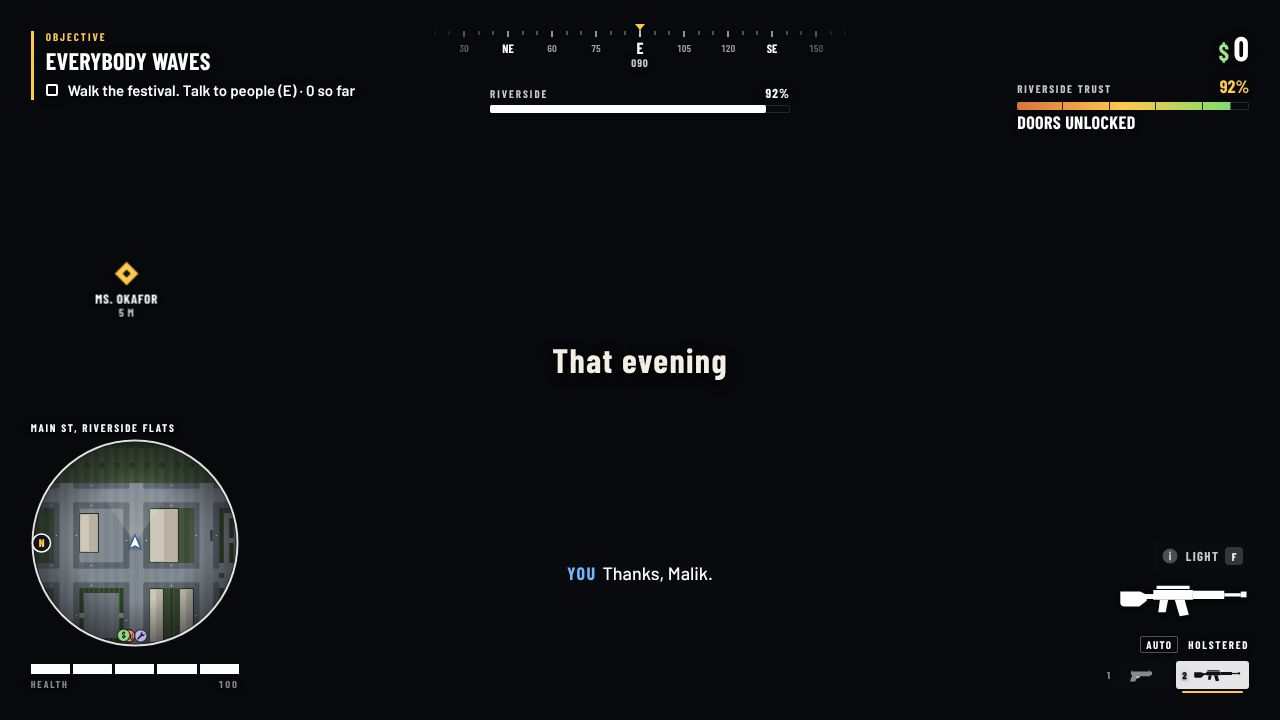 OBJECTIVE
EVERYBODY WAVES
Walk the festival. Talk to people (E) · 0 so far
30 NE 60 75 E 105 120 SE 150
090
RIVERSIDE 92%
$ 0
RIVERSIDE TRUST 92%
DOORS UNLOCKED
MS. OKAFOR
5 M
That evening
MAIN ST, RIVERSIDE FLATS
N
$
YOU Thanks, Malik.
HEALTH 100
i LIGHT F
AUTO HOLSTERED
1 2